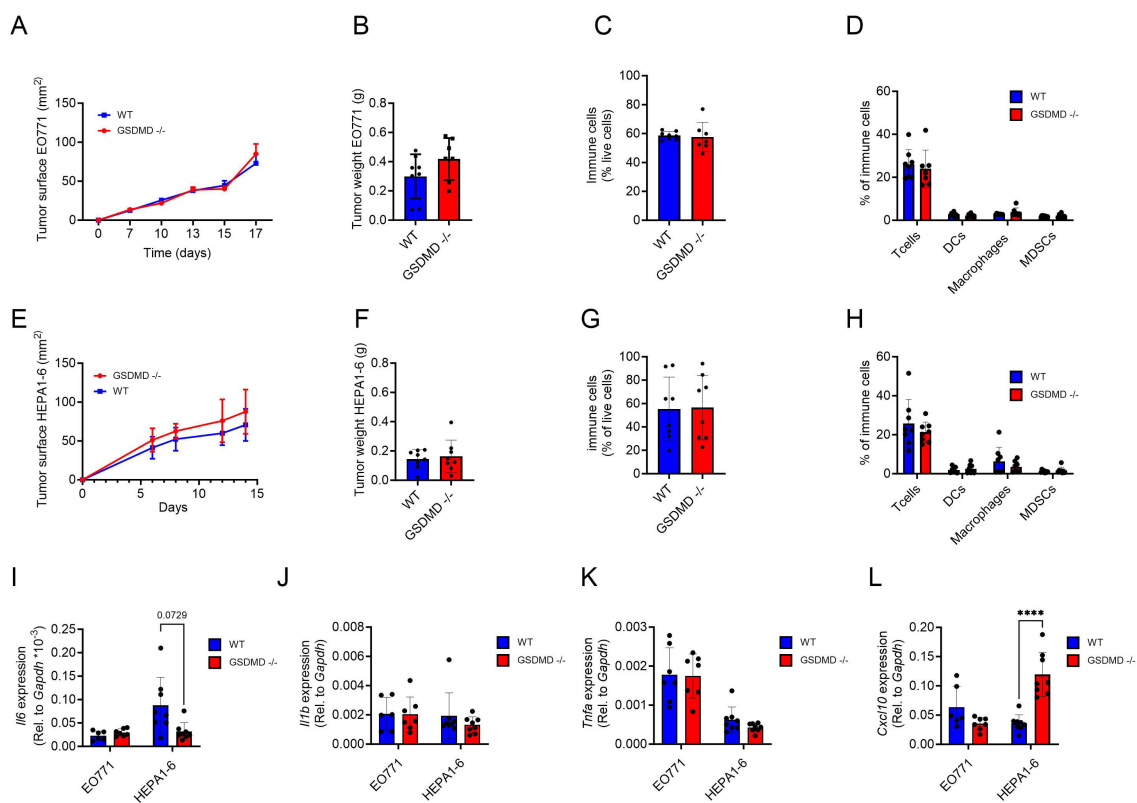 A
Tumor surface EO771 (mm²)
150
100
50
0
0 7 10 13 15 17
Time (days)
WT
GSDMD -/-
B
Tumor weight EO771 (g)
0.8
0.6
0.4
0.2
0.0
WT
GSDMD -/-
C
Immune cells
(% live cells)
100
80
60
40
20
0
WT
GSDMD -/-
D
% of immune cells
60
40
20
0
Tcells
DCs
Macrophages
MDSCs
WT
GSDMD -/-
E
Tumor surface HEPA1-6 (mm²)
150
100
50
0
0 5 10 15
Days
GSDMD -/-
WT
F
Tumor weight HEPA1-6 (g)
0.8
0.6
0.4
0.2
0.0
WT
GSDMD -/-
G
immune cells
(% of live cells)
100
80
60
40
20
0
WT
GSDMD -/-
H
% of immune cells
60
40
20
0
Tcells
DCs
Macrophages
MDSCs
WT
GSDMD -/-
I
Il6 expression
(Rel. to Gapdh *10⁻³)
0.25
0.20
0.15
0.10
0.05
0.00
0.0729
EO771
HEPA1-6
WT
GSDMD -/-
J
Il1b expression
(Rel. to Gapdh)
0.008
0.006
0.004
0.002
0.000
EO771
HEPA1-6
WT
GSDMD -/-
K
Tnfa expression
(Rel. to Gapdh)
0.003
0.002
0.001
0.000
EO771
HEPA1-6
WT
GSDMD -/-
L
Cxcl10 expression
(Rel. to Gapdh)
0.20
0.15
0.10
0.05
0.00
****
EO771
HEPA1-6
WT
GSDMD -/-